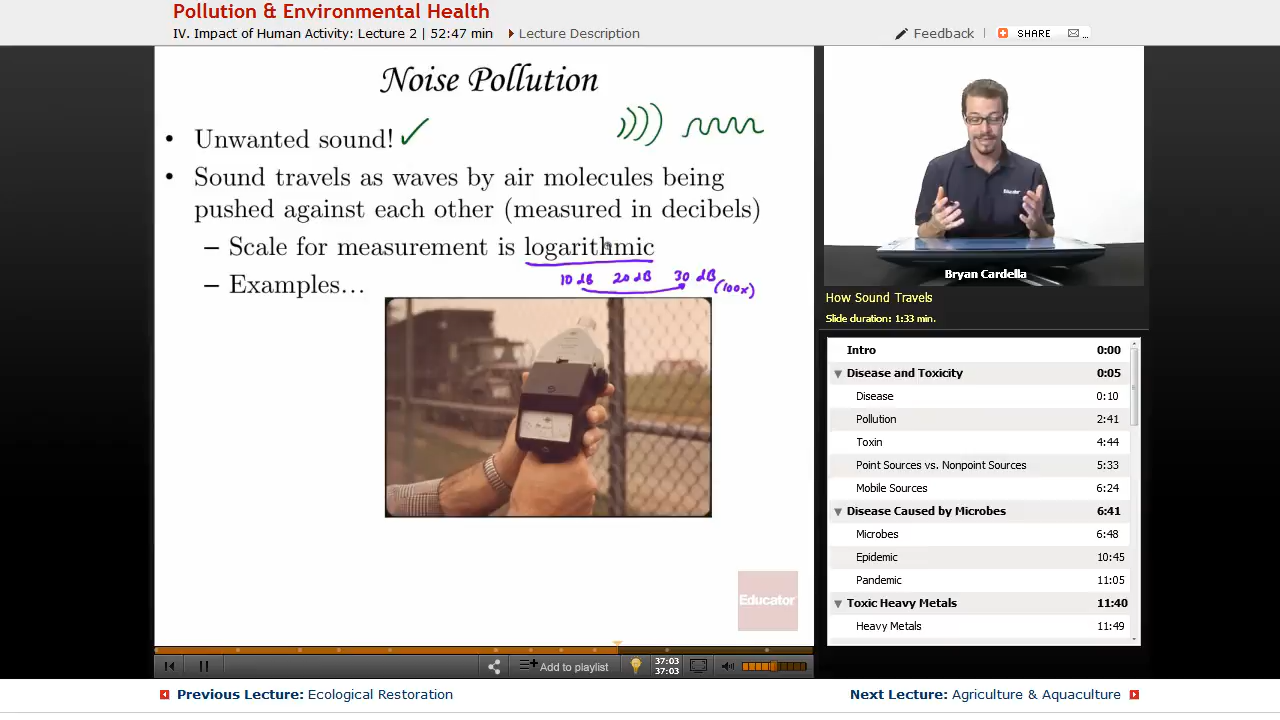 Pollution & Environmental Health
IV. Impact of Human Activity: Lecture 2 | 52:47 min
Lecture Description
Feedback
SHARE
...
Noise Pollution
• Unwanted sound!
• Sound travels as waves by air molecules being
pushed against each other (measured in decibels)
– Scale for measurement is logarithmic
10 dB 20 dB 30 dB
(100x)
– Examples…
Educator
Educator
Bryan Cardella
How Sound Travels
Slide duration: 1:33 min.
Intro 0:00
Disease and Toxicity 0:05
Disease 0:10
Pollution 2:41
Toxin 4:44
Point Sources vs. Nonpoint Sources 5:33
Mobile Sources 6:24
Disease Caused by Microbes 6:41
Microbes 6:48
Epidemic 10:45
Pandemic 11:05
Toxic Heavy Metals 11:40
Heavy Metals 11:49
Add to playlist
37:03
37:03
Previous Lecture: Ecological Restoration
Next Lecture: Agriculture & Aquaculture